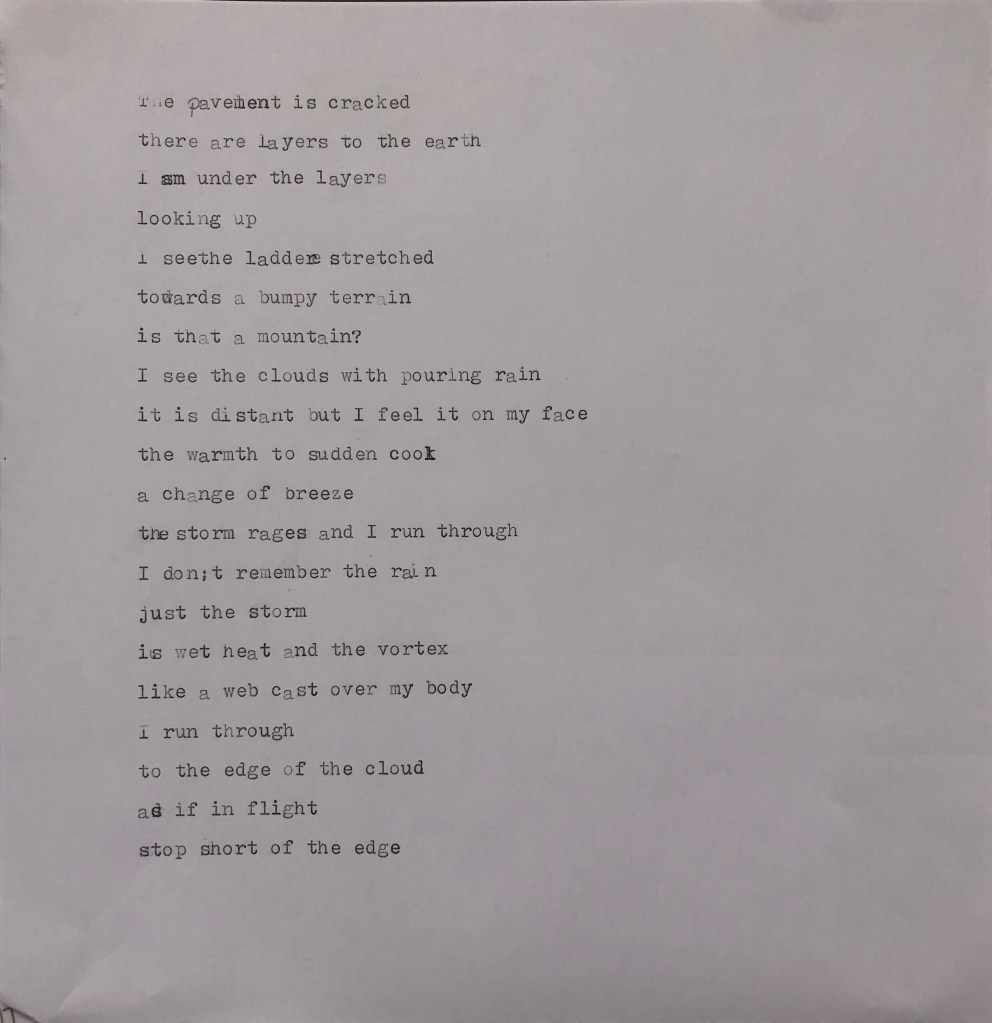 The pavement is cracked
there are layers to the earth
I am under the layers
looking up
I seethe ladders stretched
towards a bumpy terrain
is that a mountain?
I see the clouds with pouring rain
it is distant but I feel it on my face
the warmth to sudden cool
a change of breeze
the storm rages and I run through
I don;t remember the rain
just the storm
is wet heat and the vortex
like a web cast over my body
I run through
to the edge of the cloud
as if in flight
stop short of the edge